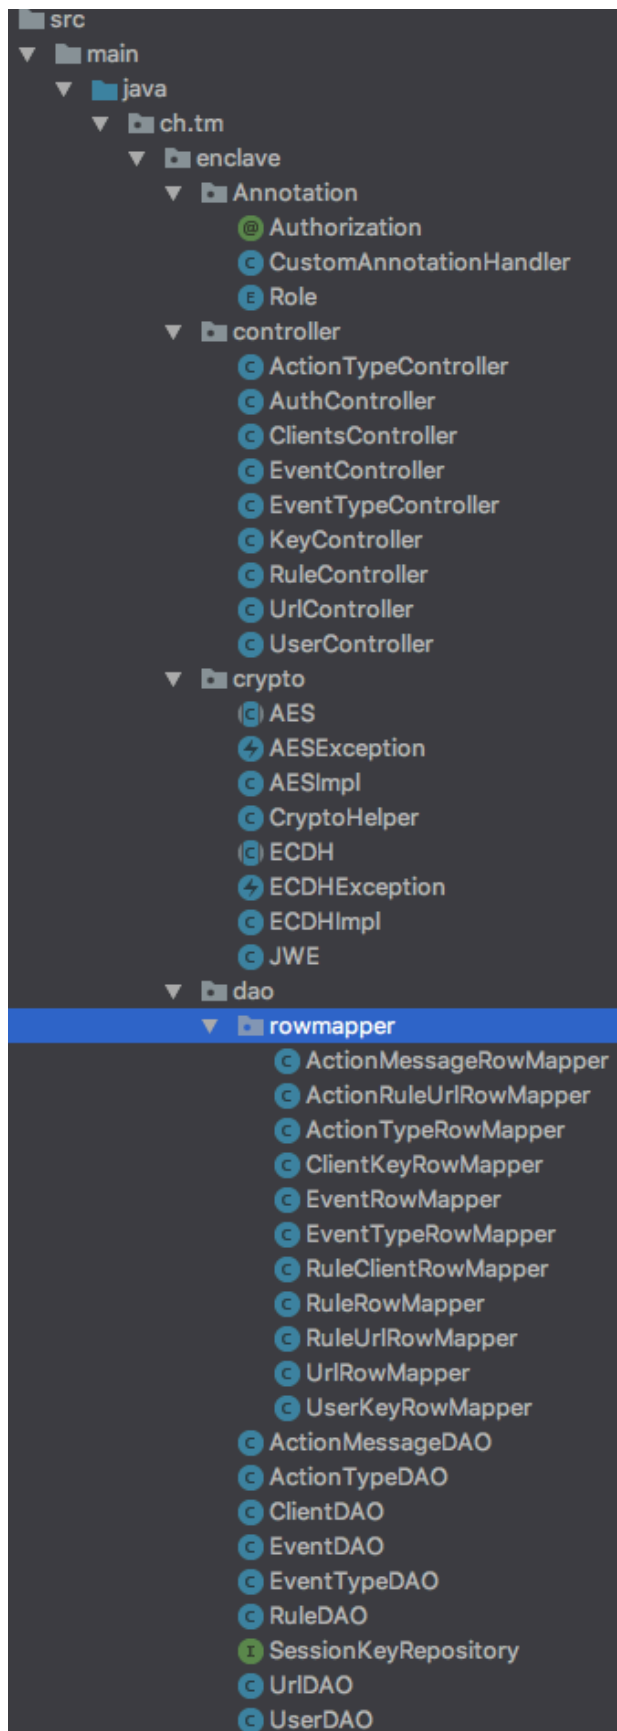 src
main
java
ch.tm
enclave
Annotation
Authorization
CustomAnnotationHandler
Role
controller
ActionTypeController
AuthController
ClientsController
EventController
EventTypeController
KeyController
RuleController
UrlController
UserController
crypto
AES
AESException
AESImpl
CryptoHelper
ECDH
ECDHException
ECDHImpl
JWE
dao
rowmapper
ActionMessageRowMapper
ActionRuleUrlRowMapper
ActionTypeRowMapper
ClientKeyRowMapper
EventRowMapper
EventTypeRowMapper
RuleClientRowMapper
RuleRowMapper
RuleUrlRowMapper
UrlRowMapper
UserKeyRowMapper
ActionMessageDAO
ActionTypeDAO
ClientDAO
EventDAO
EventTypeDAO
RuleDAO
SessionKeyRepository
UrlDAO
UserDAO